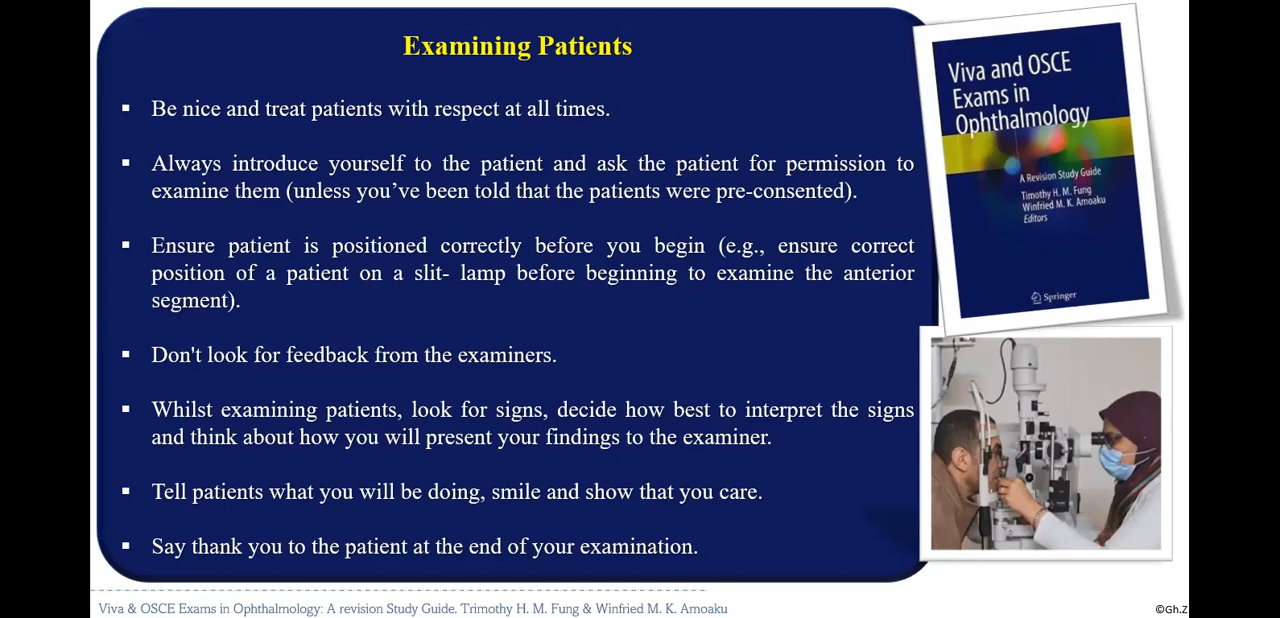 Examining Patients
▪ Be nice and treat patients with respect at all times.
▪ Always introduce yourself to the patient and ask the patient for permission to
examine them (unless you’ve been told that the patients were pre-consented).
▪ Ensure patient is positioned correctly before you begin (e.g., ensure correct
position of a patient on a slit- lamp before beginning to examine the anterior
segment).
▪ Don't look for feedback from the examiners.
▪ Whilst examining patients, look for signs, decide how best to interpret the signs
and think about how you will present your findings to the examiner.
▪ Tell patients what you will be doing, smile and show that you care.
▪ Say thank you to the patient at the end of your examination.
Viva and OSCE
Exams in
Ophthalmology
A Revision Study Guide
Timothy H. M. Fung
Winfried M. K. Amoaku
Editors
Springer
Viva & OSCE Exams in Ophthalmology: A revision Study Guide. Trimothy H. M. Fung & Winfried M. K. Amoaku
©Gh.Z